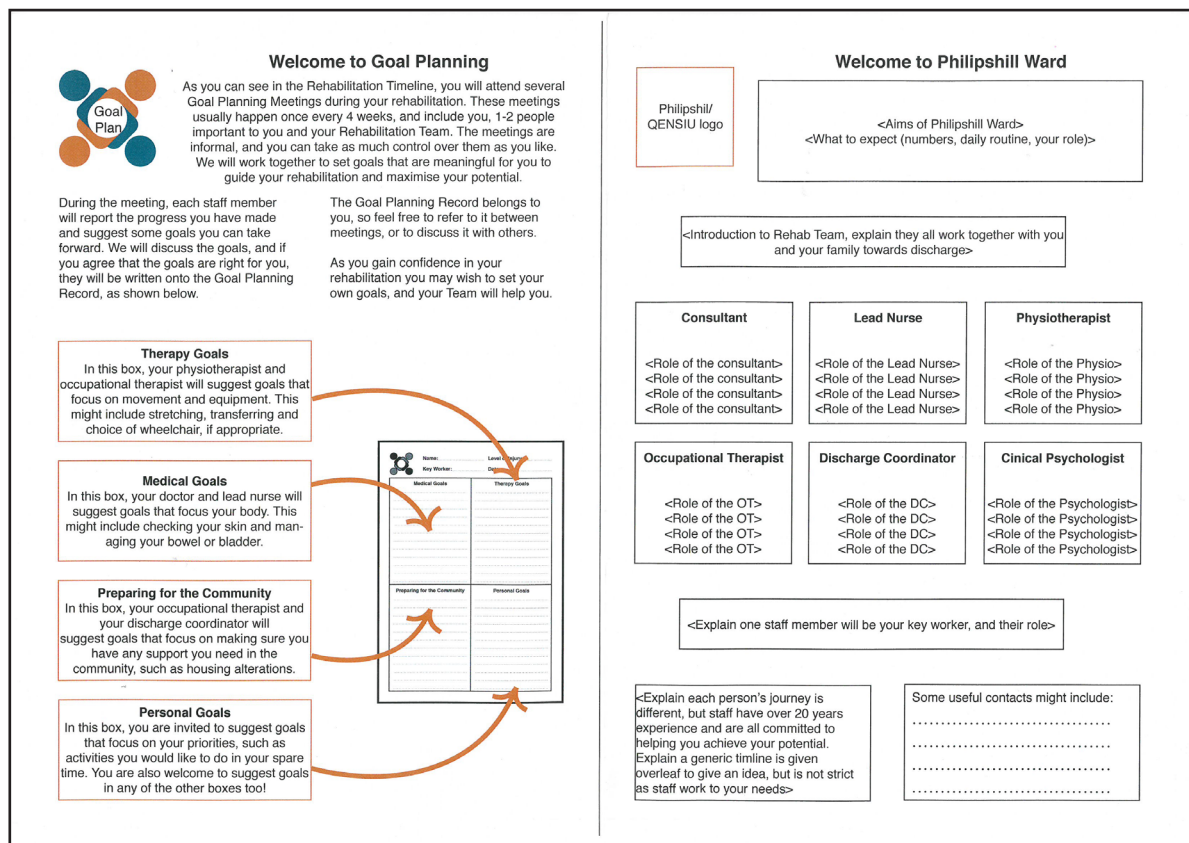 Welcome to Goal Planning
Goal
Plan
As you can see in the Rehabilitation Timeline, you will attend several
Goal Planning Meetings during your rehabilitation. These meetings
usually happen once every 4 weeks, and include you, 1-2 people
important to you and your Rehabilitation Team. The meetings are
informal, and you can take as much control over them as you like.
We will work together to set goals that are meaningful for you to
guide your rehabilitation and maximise your potential.
During the meeting, each staff member
will report the progress you have made
and suggest some goals you can take
forward. We will discuss the goals, and if
you agree that the goals are right for you,
they will be written onto the Goal Planning
Record, as shown below.
The Goal Planning Record belongs to
you, so feel free to refer to it between
meetings, or to discuss it with others.
As you gain confidence in your
rehabilitation you may wish to set your
own goals, and your Team will help you.
Therapy Goals
In this box, your physiotherapist and
occupational therapist will suggest goals that
focus on movement and equipment. This
might include stretching, transferring and
choice of wheelchair, if appropriate.
Medical Goals
In this box, your doctor and lead nurse will
suggest goals that focus your body. This
might include checking your skin and man-
aging your bowel or bladder.
Preparing for the Community
In this box, your occupational therapist and
your discharge coordinator will
suggest goals that focus on making sure you
have any support you need in the
community, such as housing alterations.
Personal Goals
In this box, you are invited to suggest goals
that focus on your priorities, such as
activities you would like to do in your spare
time. You are also welcome to suggest goals
in any of the other boxes too!
Name:
Key Worker:
Medical Goals
Therapy Goals
Preparing for the Community
Personal Goals
Welcome to Philipshill Ward
Philipshil/
QENSIU logo
<Aims of Philipshill Ward>
<What to expect (numbers, daily routine, your role)>
<Introduction to Rehab Team, explain they all work together with you
and your family towards discharge>
Consultant
<Role of the consultant>
<Role of the consultant>
<Role of the consultant>
<Role of the consultant>
Lead Nurse
<Role of the Lead Nurse>
<Role of the Lead Nurse>
<Role of the Lead Nurse>
<Role of the Lead Nurse>
Physiotherapist
<Role of the Physio>
<Role of the Physio>
<Role of the Physio>
<Role of the Physio>
Occupational Therapist
<Role of the OT>
<Role of the OT>
<Role of the OT>
<Role of the OT>
Discharge Coordinator
<Role of the DC>
<Role of the DC>
<Role of the DC>
<Role of the DC>
Cinical Psychologist
<Role of the Psychologist>
<Role of the Psychologist>
<Role of the Psychologist>
<Role of the Psychologist>
<Explain one staff member will be your key worker, and their role>
<Explain each person's journey is
different, but staff have over 20 years
experience and are all committed to
helping you achieve your potential.
Explain a generic timline is given
overleaf to give an idea, but is not strict
as staff work to your needs>
Some useful contacts might include: